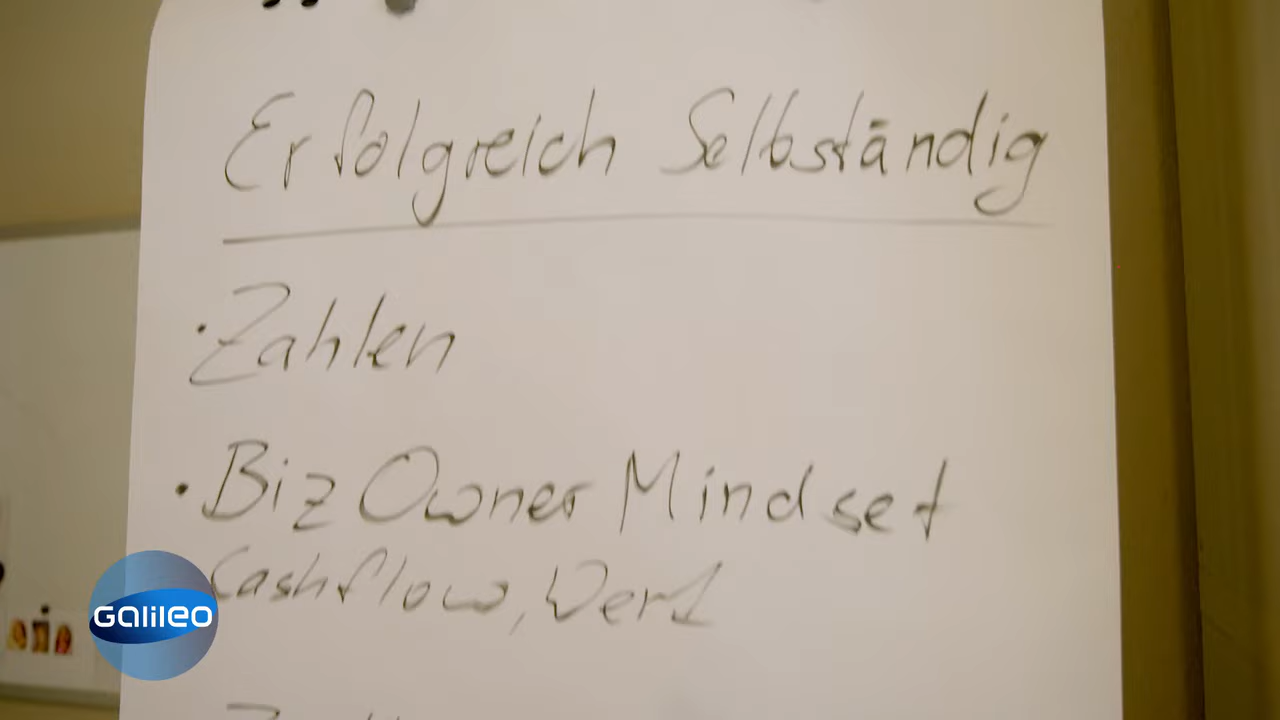 Erfolgreich Selbständig
· Zahlen
· Biz Owner Mindset
Cashflow, Wert
GALILEO